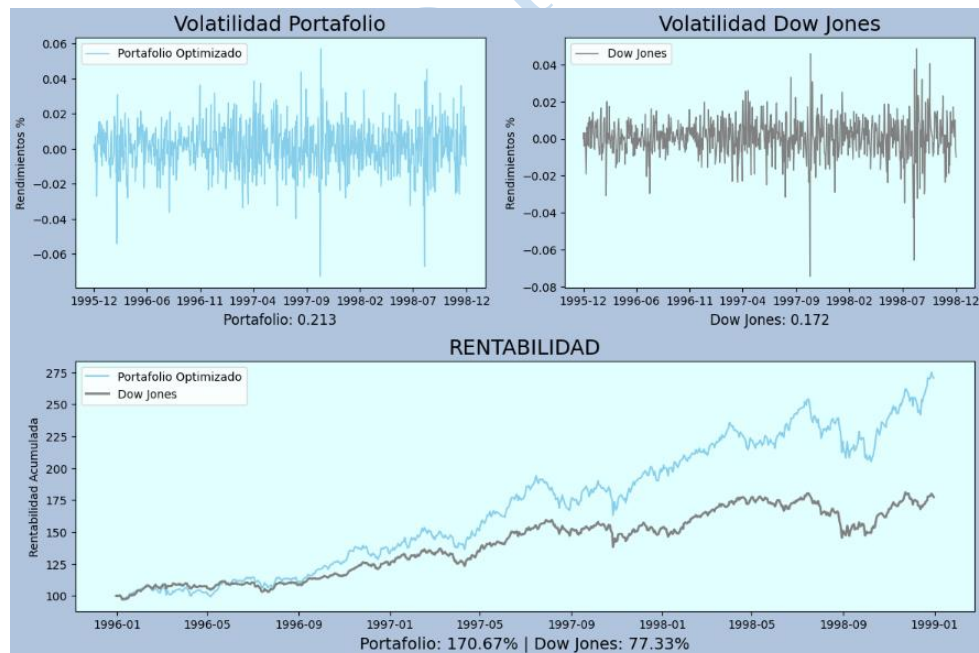 Volatilidad Portafolio
Portafolio Optimizado
Rendimientos %
0.06
0.04
0.02
0.00
−0.02
−0.04
−0.06
1995-12 1996-06 1996-11 1997-04 1997-09 1998-02 1998-07 1998-12
Portafolio: 0.213
Volatilidad Dow Jones
Dow Jones
Rendimientos %
0.04
0.02
0.00
−0.02
−0.04
−0.06
−0.08
1995-12 1996-06 1996-11 1997-04 1997-09 1998-02 1998-07 1998-12
Dow Jones: 0.172
RENTABILIDAD
Portafolio Optimizado
Dow Jones
Rentabilidad Acumulada
275
250
225
200
175
150
125
100
1996-01 1996-05 1996-09 1997-01 1997-05 1997-09 1998-01 1998-05 1998-09 1999-01
Portafolio: 170.67% | Dow Jones: 77.33%